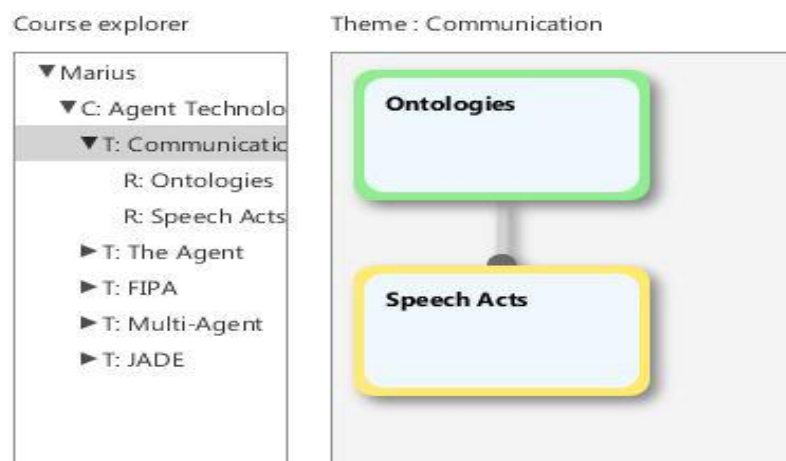 Course explorer
Theme : Communication
Marius
C: Agent Technolo
T: Communicatic
R: Ontologies
R: Speech Acts
T: The Agent
T: FIPA
T: Multi-Agent
T: JADE
Ontologies
Speech Acts